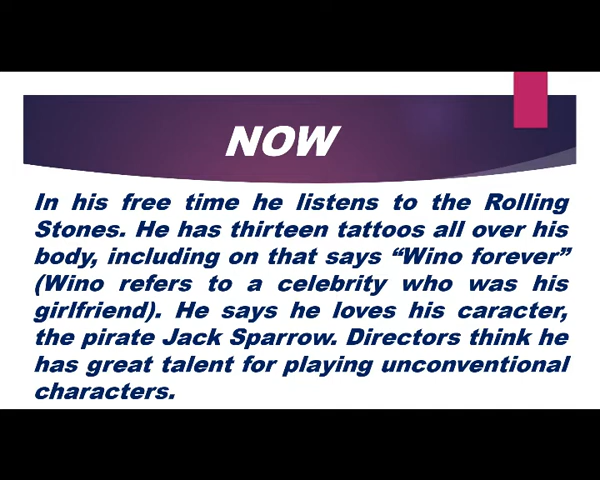 NOW
In his free time he listens to the Rolling
Stones. He has thirteen tattoos all over his
body, including on that says “Wino forever”
(Wino refers to a celebrity who was his
girlfriend). He says he loves his caracter,
the pirate Jack Sparrow. Directors think he
has great talent for playing unconventional
characters.